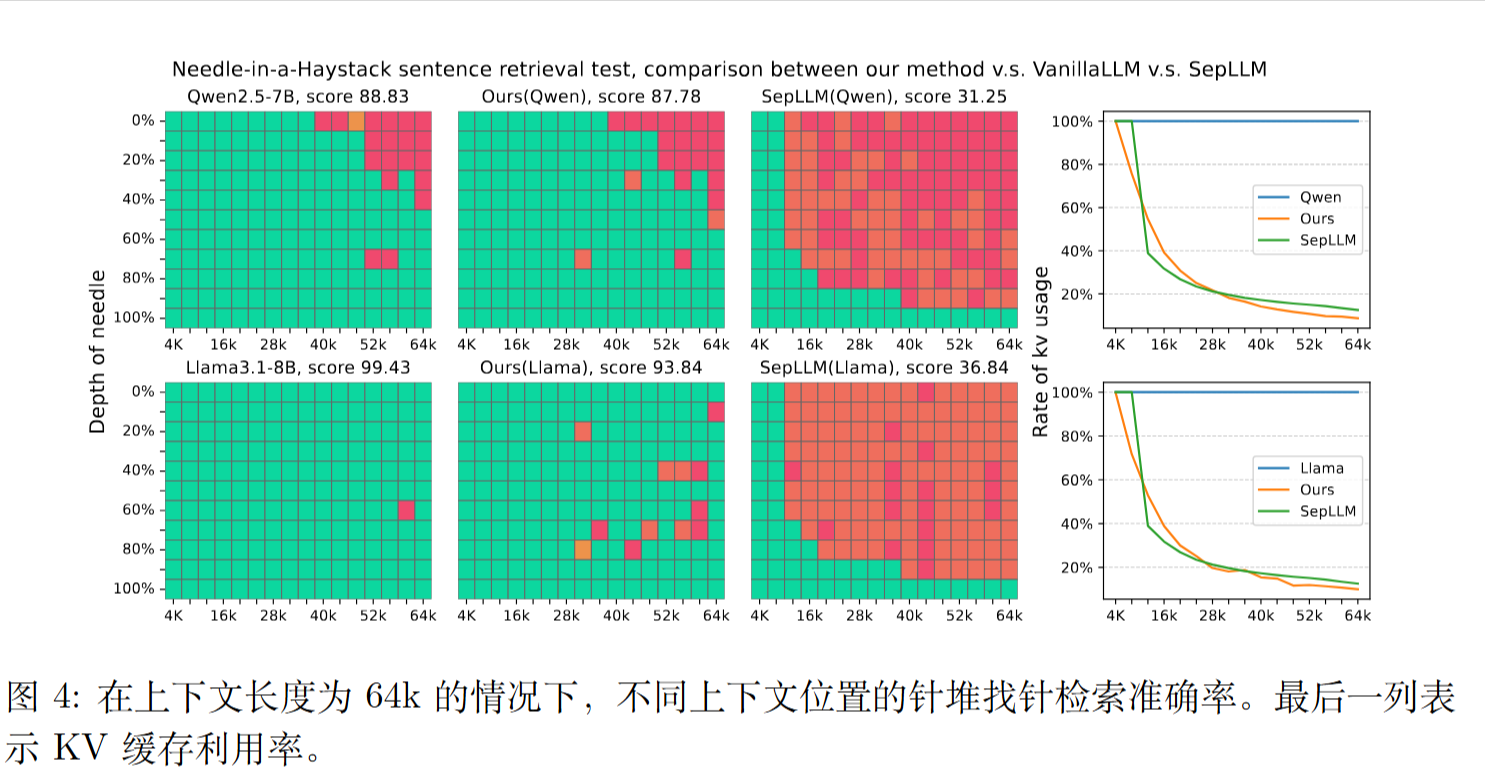 Needle-in-a-Haystack sentence retrieval test, comparison between our method v.s. VanillaLLM v.s. SepLLM
Qwen2.5-7B, score 88.83
Ours(Qwen), score 87.78
SepLLM(Qwen), score 31.25
Depth of needle
0%
20%
40%
60%
80%
100%
4K 16k 28k 40k 52k 64k
4K 16k 28k 40k 52k 64k
4K 16k 28k 40k 52k 64k
Rate of kv usage
100%
80%
60%
40%
20%
Qwen
Ours
SepLLM
4K 16k 28k 40k 52k 64k
Llama3.1-8B, score 99.43
Ours(Llama), score 93.84
SepLLM(Llama), score 36.84
0%
20%
40%
60%
80%
100%
4K 16k 28k 40k 52k 64k
4K 16k 28k 40k 52k 64k
4K 16k 28k 40k 52k 64k
100%
80%
60%
40%
20%
Llama
Ours
SepLLM
4K 16k 28k 40k 52k 64k
图 4: 在上下文长度为 64k 的情况下，不同上下文位置的针堆找针检索准确率。最后一列表
示 KV 缓存利用率。